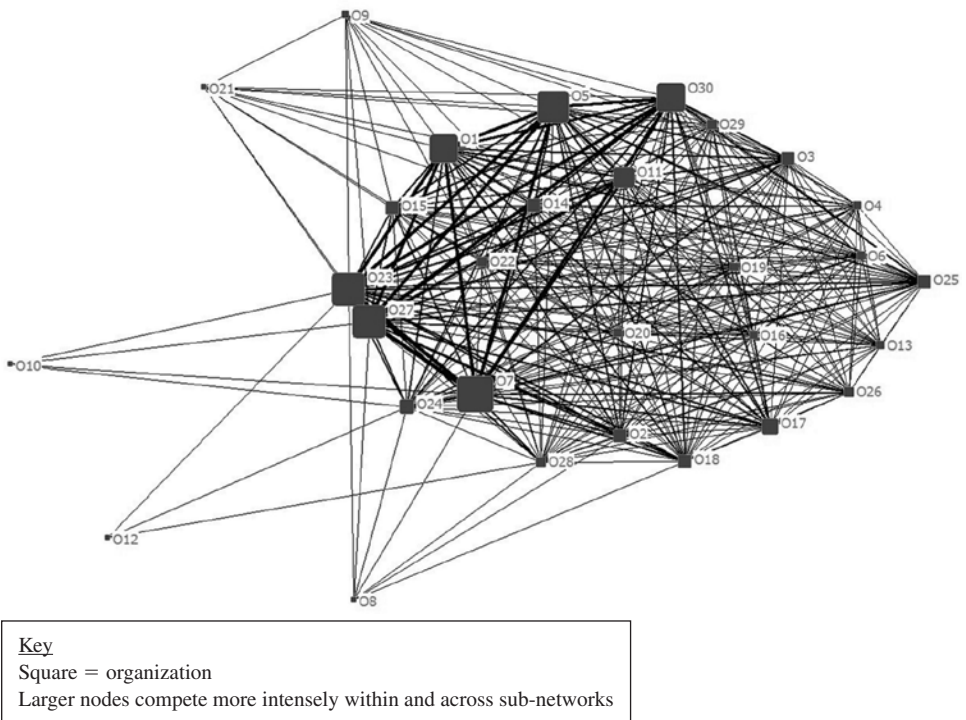 O9
O21
O5
O30
O29
O1
O3
O11
O15
O14
O4
O22
O19
O6
O23
O25
O27
O20
O16
O13
O10
O7
O24
O26
O2
O17
O28
O18
O12
O8
Key
Square = organization
Larger nodes compete more intensely within and across sub-networks